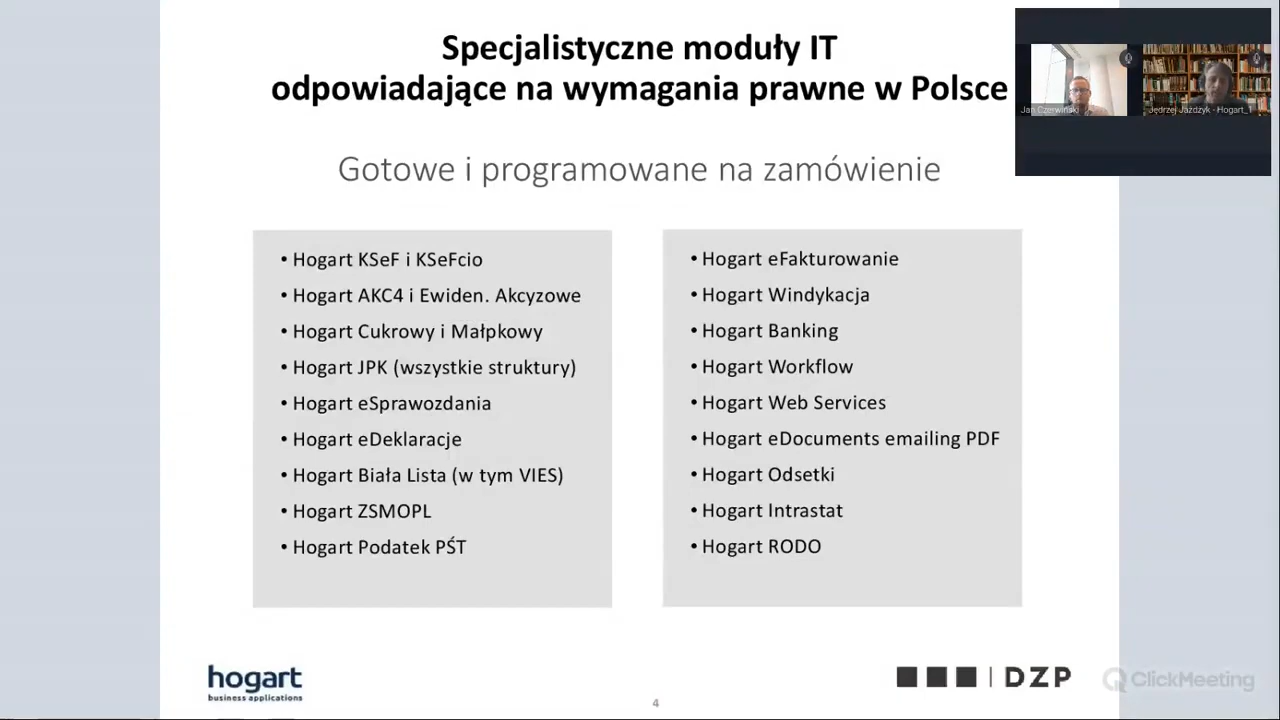 Specjalistyczne moduły IT
odpowiadające na wymagania prawne w Polsce
Jan Czerwiński
Jędrzej Jażdżyk - Hogart_1
Gotowe i programowane na zamówienie
• Hogart KSeF i KSeFcio
• Hogart AKC4 i Ewiden. Akcyzowe
• Hogart Cukrowy i Małpkowy
• Hogart JPK (wszystkie struktury)
• Hogart eSprawozdania
• Hogart eDeklaracje
• Hogart Biała Lista (w tym VIES)
• Hogart ZSMOPL
• Hogart Podatek PŚT
• Hogart eFakturowanie
• Hogart Windykacja
• Hogart Banking
• Hogart Workflow
• Hogart Web Services
• Hogart eDocuments emailing PDF
• Hogart Odsetki
• Hogart Intrastat
• Hogart RODO
hogart
business applications
4
DZP
ClickMeeting